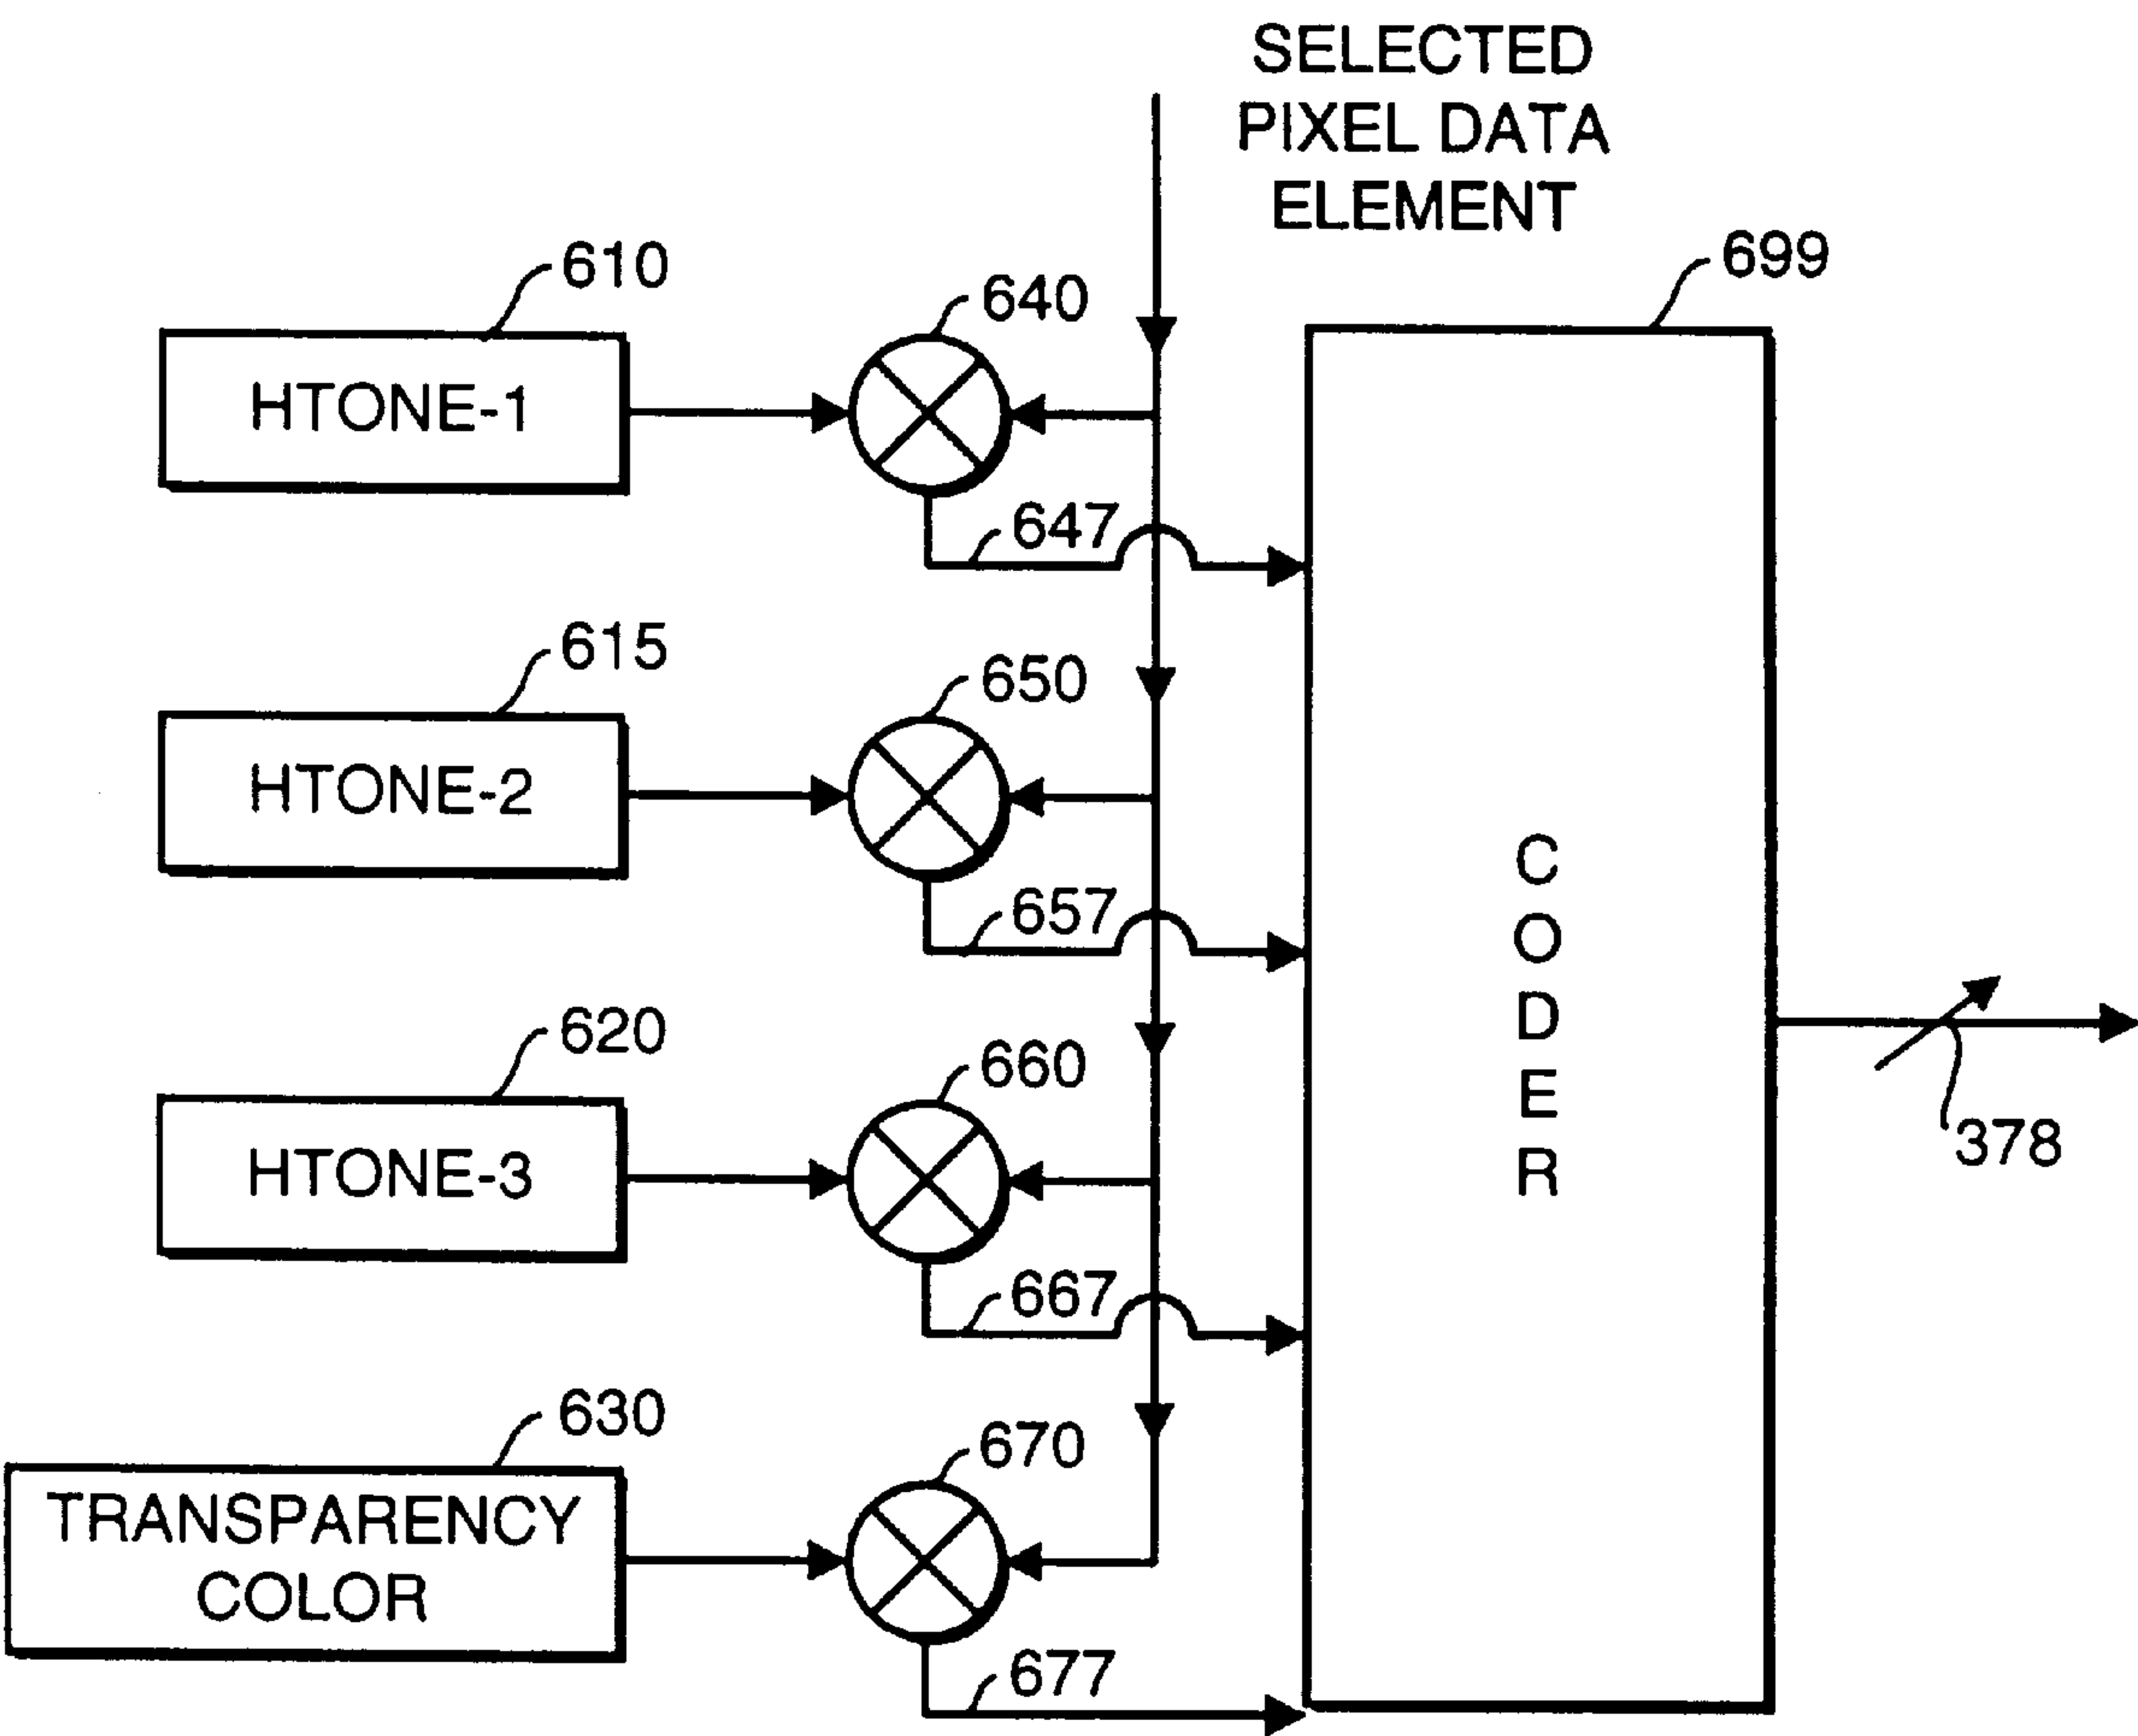 SELECTED
PIXEL DATA
ELEMENT
610
HTONE-1
640
699
647
615
HTONE-2
650
657
CODER
620
HTONE-3
660
378
667
630
TRANSPARENCY
COLOR
670
677